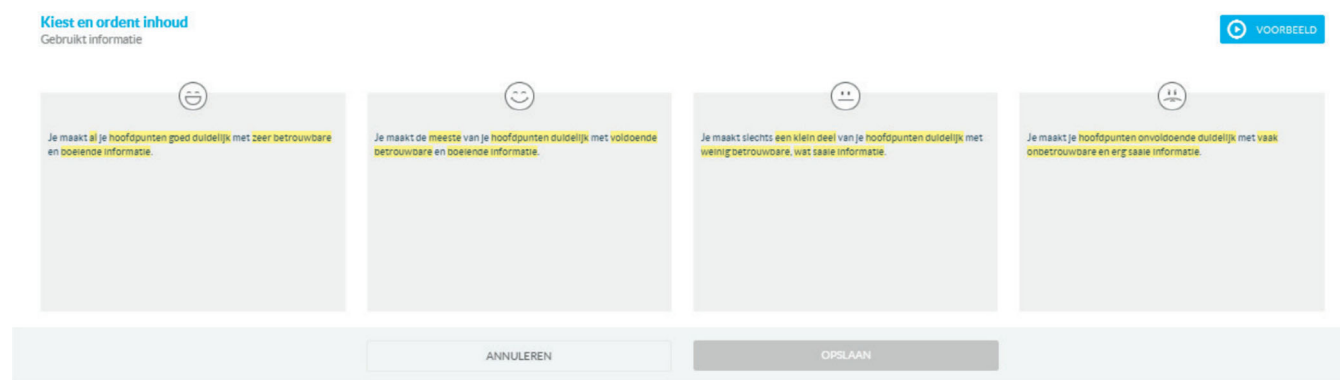 Kiest en ordent inhoud
Gebruikt informatie
VOORBEELD
Je maakt al je hoofdpunten goed duidelijk met zeer betrouwbare
en boeiende informatie.
Je maakt de meeste van je hoofdpunten duidelijk met voldoende
betrouwbare en boeiende informatie.
Je maakt slechts een klein deel van je hoofdpunten duidelijk met
weinig betrouwbare, wat saaie informatie.
Je maakt je hoofdpunten onvoldoende duidelijk met vaak
onbetrouwbare en erg saaie informatie.
ANNULEREN
OPSLAAN